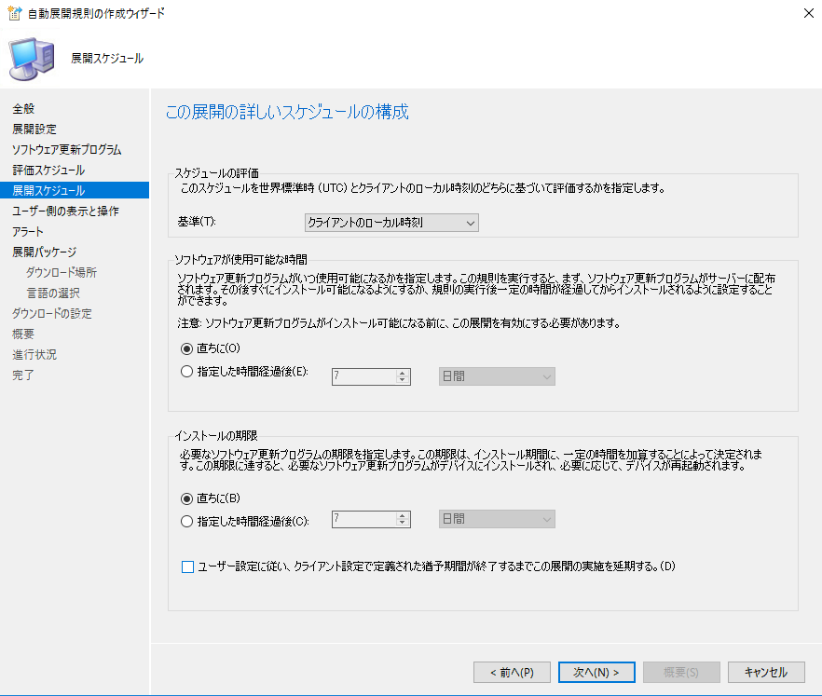 自動展開規則の作成ウィザード
展開スケジュール
全般
展開設定
ソフトウェア更新プログラム
評価スケジュール
展開スケジュール
ユーザー側の表示と操作
アラート
展開パッケージ
ダウンロード場所
言語の選択
ダウンロードの設定
概要
進行状況
完了
この展開の詳しいスケジュールの構成
スケジュールの評価
このスケジュールを世界標準時 (UTC) とクライアントのローカル時刻のどちらに基づいて評価するかを指定します。
基準(T):
クライアントのローカル時刻
ソフトウェアが使用可能な時間
ソフトウェア更新プログラムがいつ使用可能になるかを指定します。この規則を実行すると、まず、ソフトウェア更新プログラムがサーバーに配布
されます。その後すぐにインストール可能になるようにするか、規則の実行後一定の時間が経過してからインストールされるように設定すること
ができます。
注意: ソフトウェア更新プログラムがインストール可能になる前に、この展開を有効にする必要があります。
直ちに(O)
指定した時間経過後(E):
7
日間
インストールの期限
必要なソフトウェア更新プログラムの期限を指定します。この期限は、インストール期間に、一定の時間を加算することによって決定されま
す。この期限に達すると、必要なソフトウェア更新プログラムがデバイスにインストールされ、必要に応じて、デバイスが再起動されます。
直ちに(B)
指定した時間経過後(C):
7
日間
ユーザー設定に従い、クライアント設定で定義された猶予期間が終了するまでこの展開の実施を延期する。(D)
< 前へ(P)
次へ(N) >
概要(S)
キャンセル